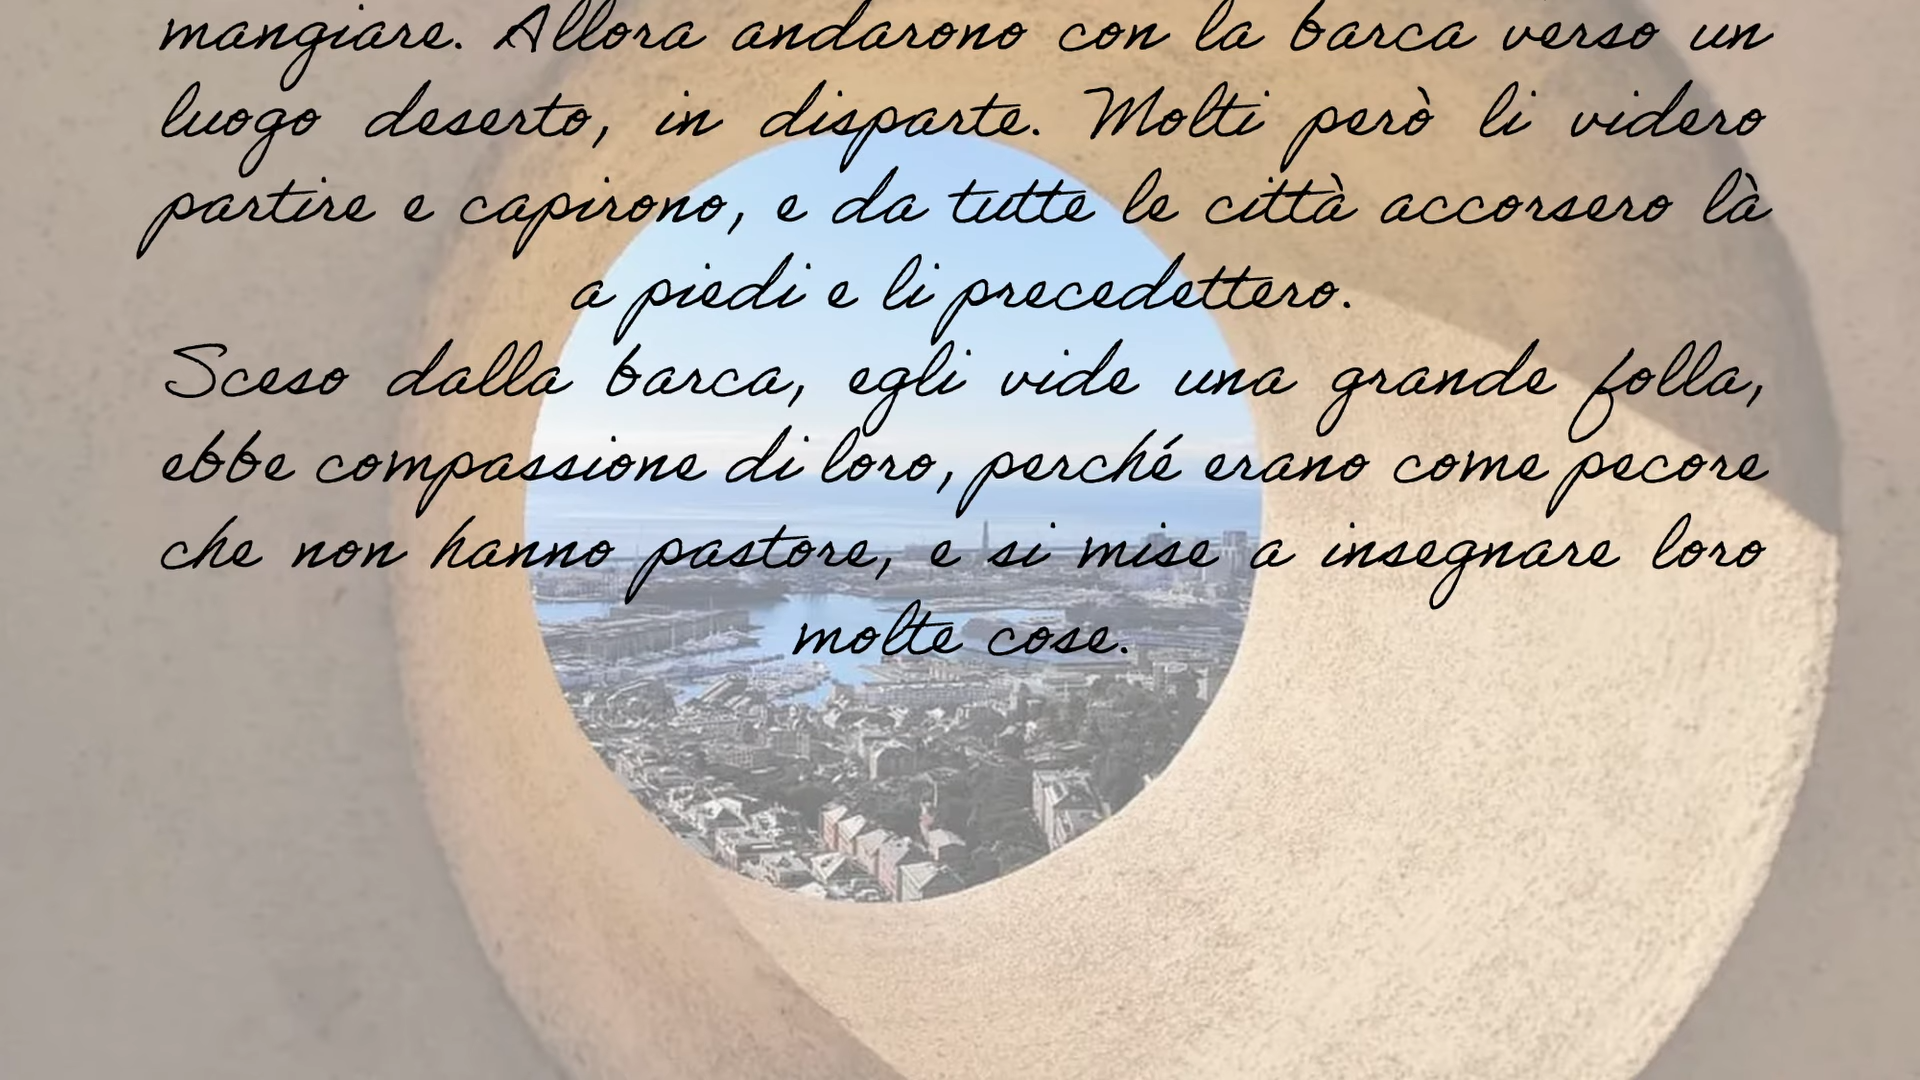 mangiare. Allora andarono con la barca verso un
luogo deserto, in disparte. Molti però li videro
partire e capirono, e da tutte le città accorsero là
a piedi e li precedettero.
Sceso dalla barca, egli vide una grande folla,
ebbe compassione di loro, perché erano come pecore
che non hanno pastore, e si mise a insegnare loro
molte cose.